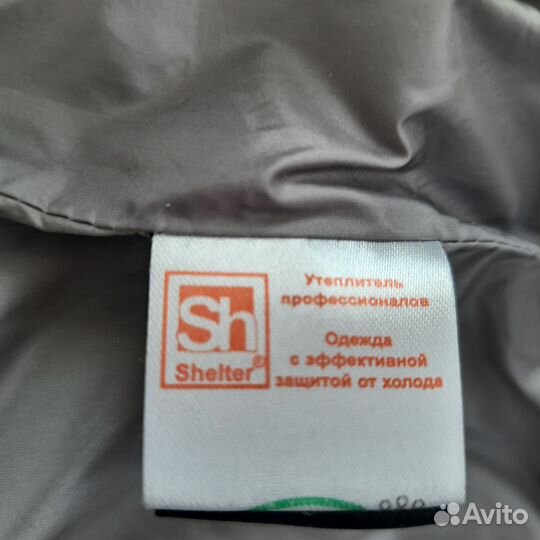 Sh
Shelter®
Утеплитель
профессионалов
Одежда
с эффективной
защитой от холода
Avito